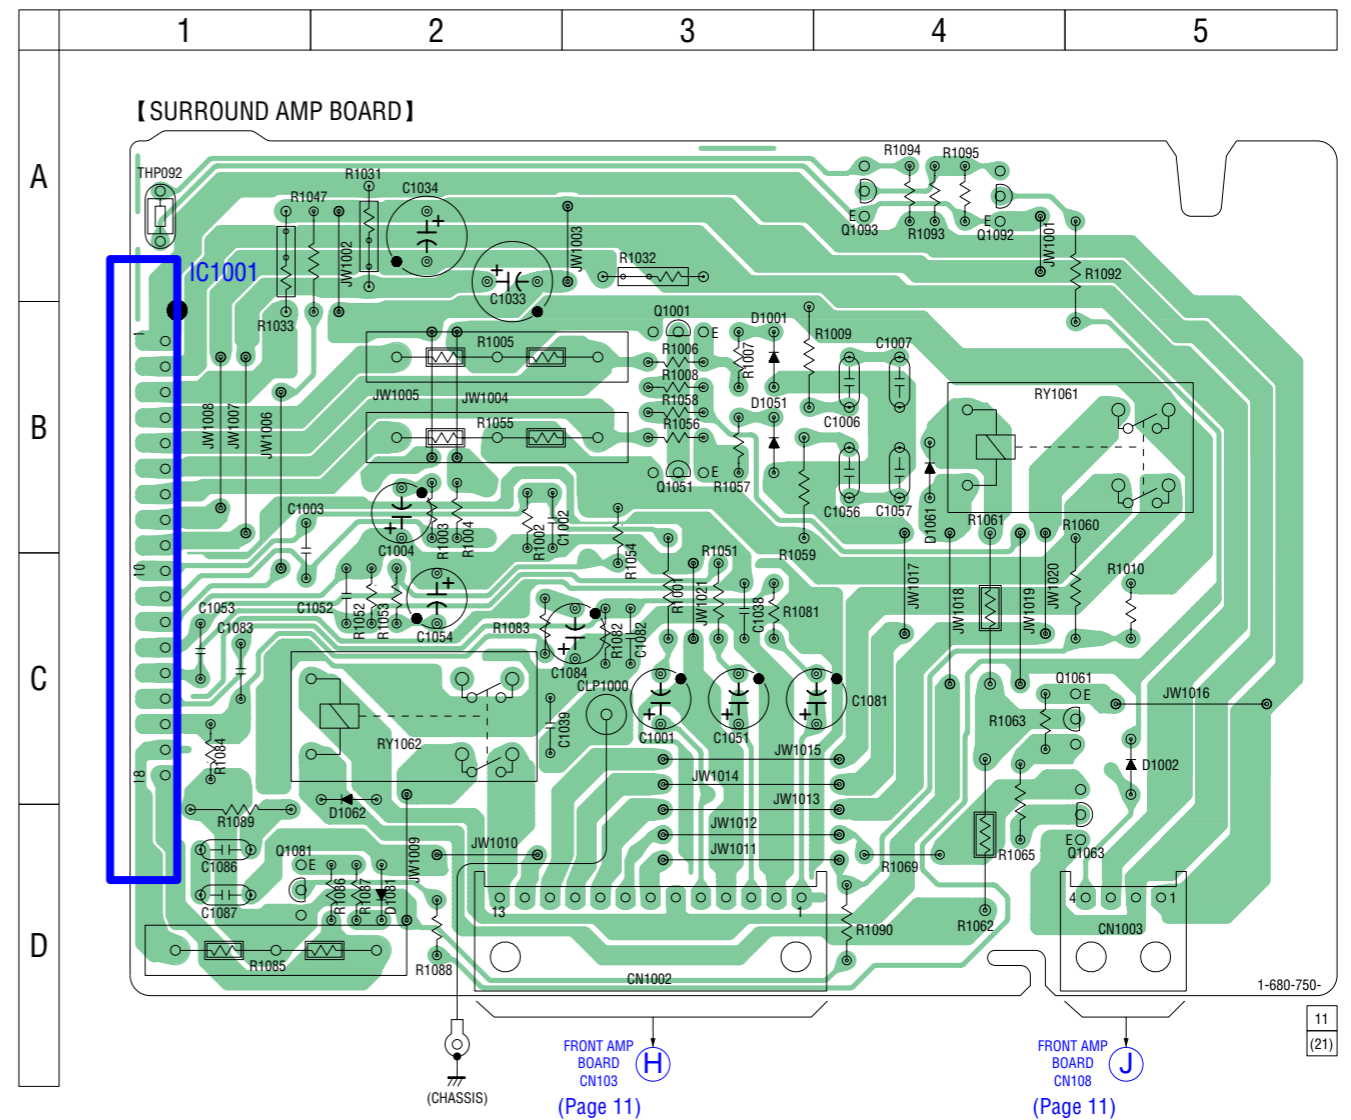 1 2 3 4 5
A
B
C
D
【SURROUND AMP BOARD】
THP092
R1047
R1031
C1034
R1094
R1095
JW1002
JW1003
R1032
C1033
R1033
IC1001
E
Q1093
R1093
E
Q1092
JW1001
R1092
1
R1005
Q1001
E
D1001
R1009
R1006
R1007
C1007
R1008
JW1005
JW1004
D1051
R1058
C1006
RY1061
JW1008
JW1007
JW1006
R1055
R1056
Q1051
E
R1057
C1056
C1057
D1061
C1003
C1004
R1003
R1004
R1002
C1002
R1054
R1059
R1061
R1060
10
C1053
C1083
C1052
R1052
R1053
C1054
R1083
R1082
C1082
R1001
JW1021
R1051
C1038
R1081
JW1017
JW1018
JW1019
JW1020
R1010
C1084
CLP1000
Q1061
E
JW1016
R1063
C1039
C1001
C1051
C1081
RY1062
R1084
JW1015
D1002
JW1014
18
JW1013
R1089
D1062
JW1012
JW1010
JW1011
R1069
R1065
E
Q1063
C1086
Q1081
E
JW1009
R1086
R1087
D1081
C1087
13
1
R1062
4
1
CN1003
R1090
R1085
R1088
CN1002
1-680-750-
11
(21)
(CHASSIS)
FRONT AMP
BOARD
CN103
H
(Page 11)
FRONT AMP
BOARD
CN108
J
(Page 11)